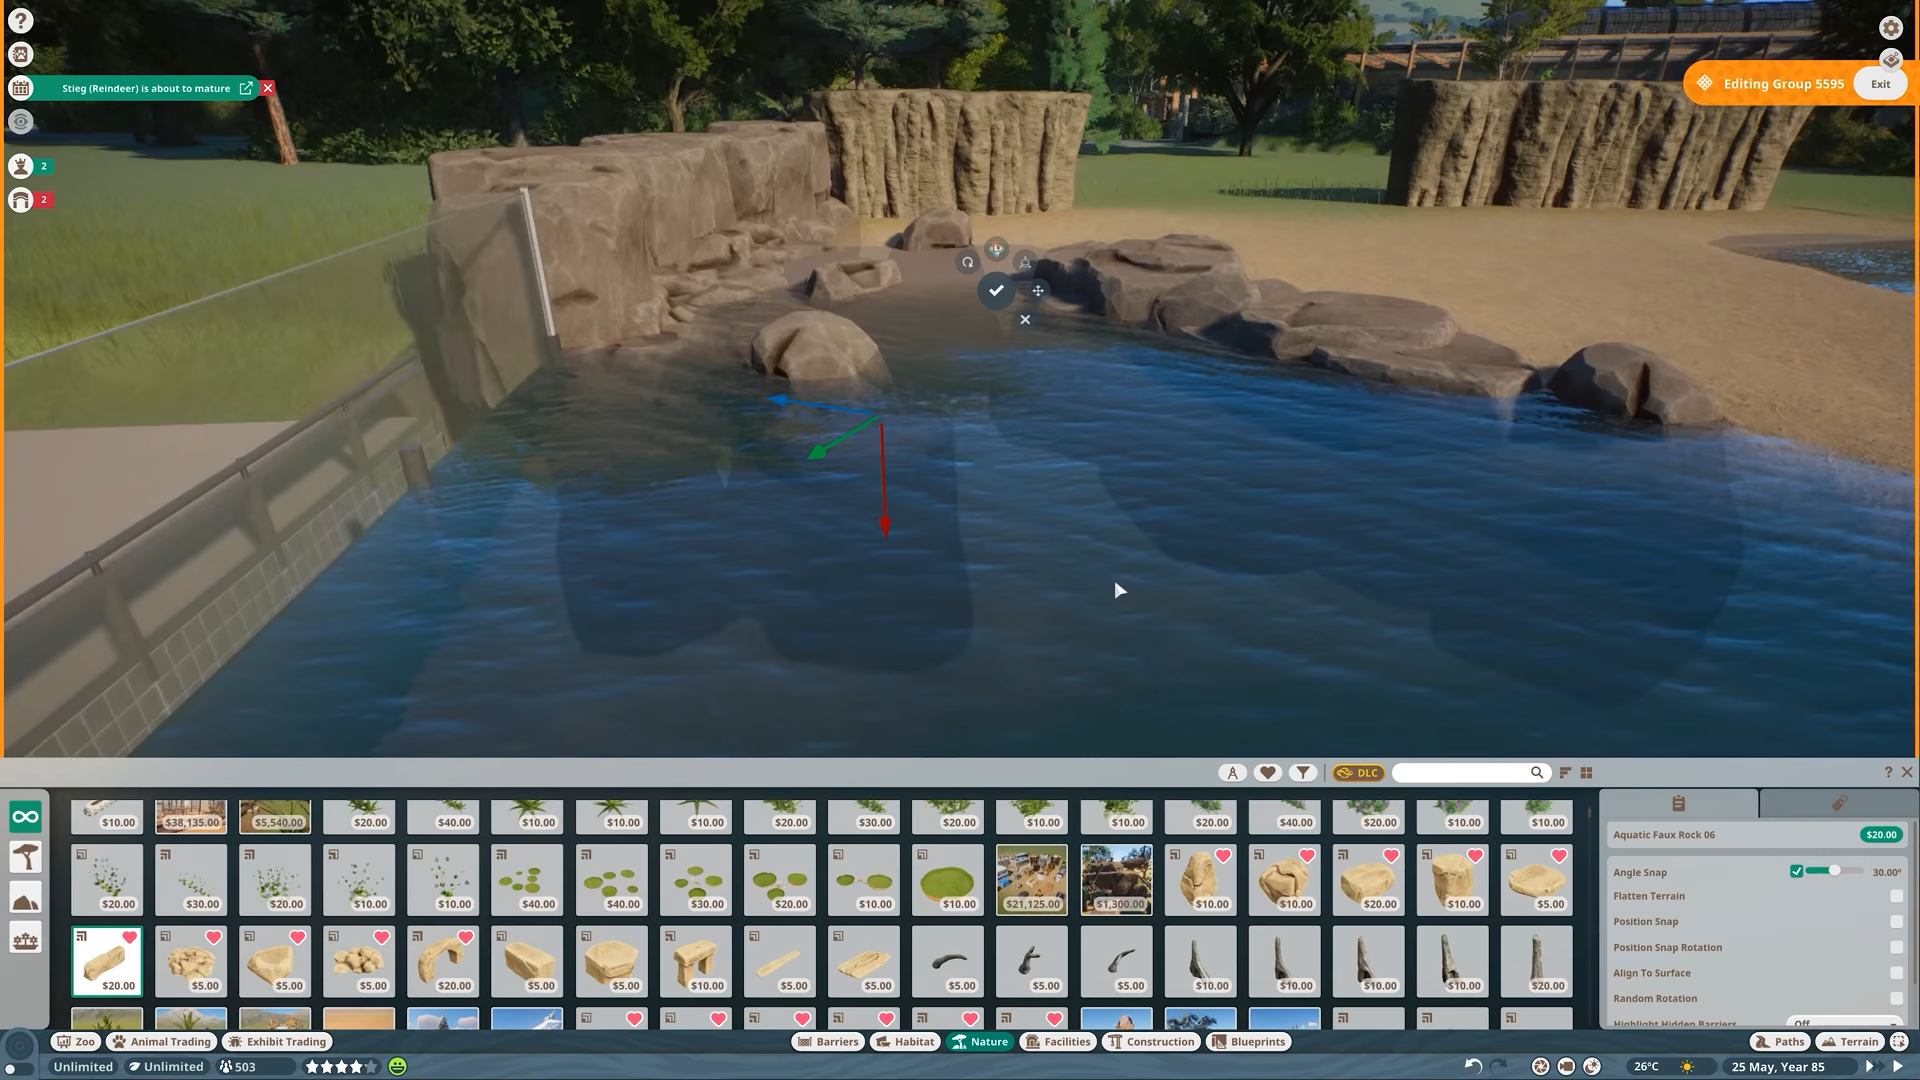 ?
Stieg (Reindeer) is about to mature
Editing Group 5595
Exit
2
2
DLC
?
$10.00 $38,135.00 $5,540.00 $20.00 $40.00 $10.00 $10.00 $10.00 $20.00 $30.00 $20.00 $10.00 $10.00 $20.00 $40.00 $20.00 $10.00 $10.00
$20.00 $30.00 $20.00 $10.00 $10.00 $40.00 $40.00 $30.00 $20.00 $10.00 $10.00 $21,125.00 $1,300.00 $10.00 $10.00 $20.00 $10.00 $5.00
$20.00 $5.00 $5.00 $5.00 $20.00 $5.00 $5.00 $10.00 $5.00 $5.00 $5.00 $5.00 $5.00 $10.00 $10.00 $10.00 $10.00 $20.00
Aquatic Faux Rock 06 $20.00
Angle Snap 30.00°
Flatten Terrain
Position Snap
Position Snap Rotation
Align To Surface
Random Rotation
Highlight Hidden Barriers Off
Zoo Animal Trading Exhibit Trading Barriers Habitat Nature Facilities Construction Blueprints Paths Terrain
Unlimited Unlimited 503 26°C 25 May, Year 85